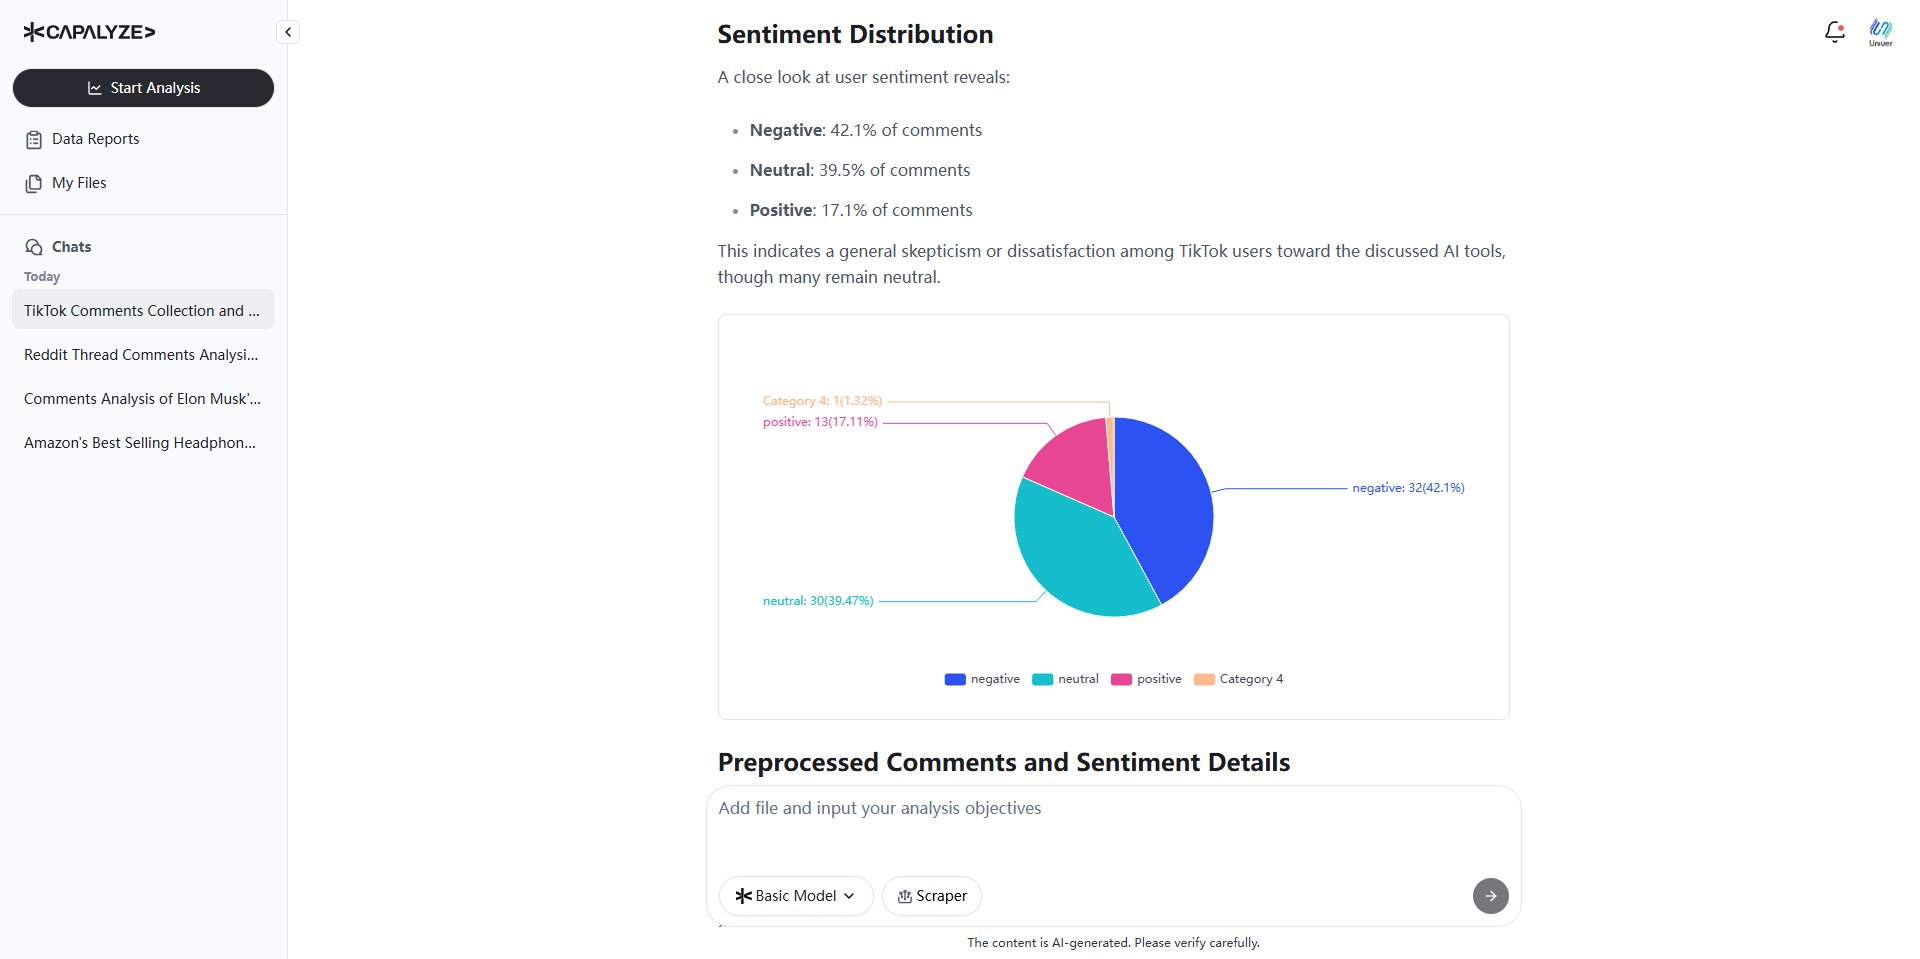 CAPALYZE
Start Analysis
Data Reports
My Files
Chats
Today
TikTok Comments Collection and ...
Reddit Thread Comments Analysi...
Comments Analysis of Elon Musk'...
Amazon's Best Selling Headphon...
Univer
Sentiment Distribution
A close look at user sentiment reveals:
• Negative: 42.1% of comments
• Neutral: 39.5% of comments
• Positive: 17.1% of comments
This indicates a general skepticism or dissatisfaction among TikTok users toward the discussed AI tools,
though many remain neutral.
Category 4: 1(1.32%)
positive: 13(17.11%)
negative: 32(42.1%)
neutral: 30(39.47%)
negative neutral positive Category 4
Preprocessed Comments and Sentiment Details
Add file and input your analysis objectives
Basic Model
Scraper
The content is AI-generated. Please verify carefully.